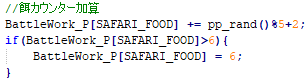 //餌カウンター加算
BattleWork_P[SAFARI_FOOD] += pp_rand()%5+2;
if(BattleWork_P[SAFARI_FOOD]>6){
    BattleWork_P[SAFARI_FOOD] = 6;
}